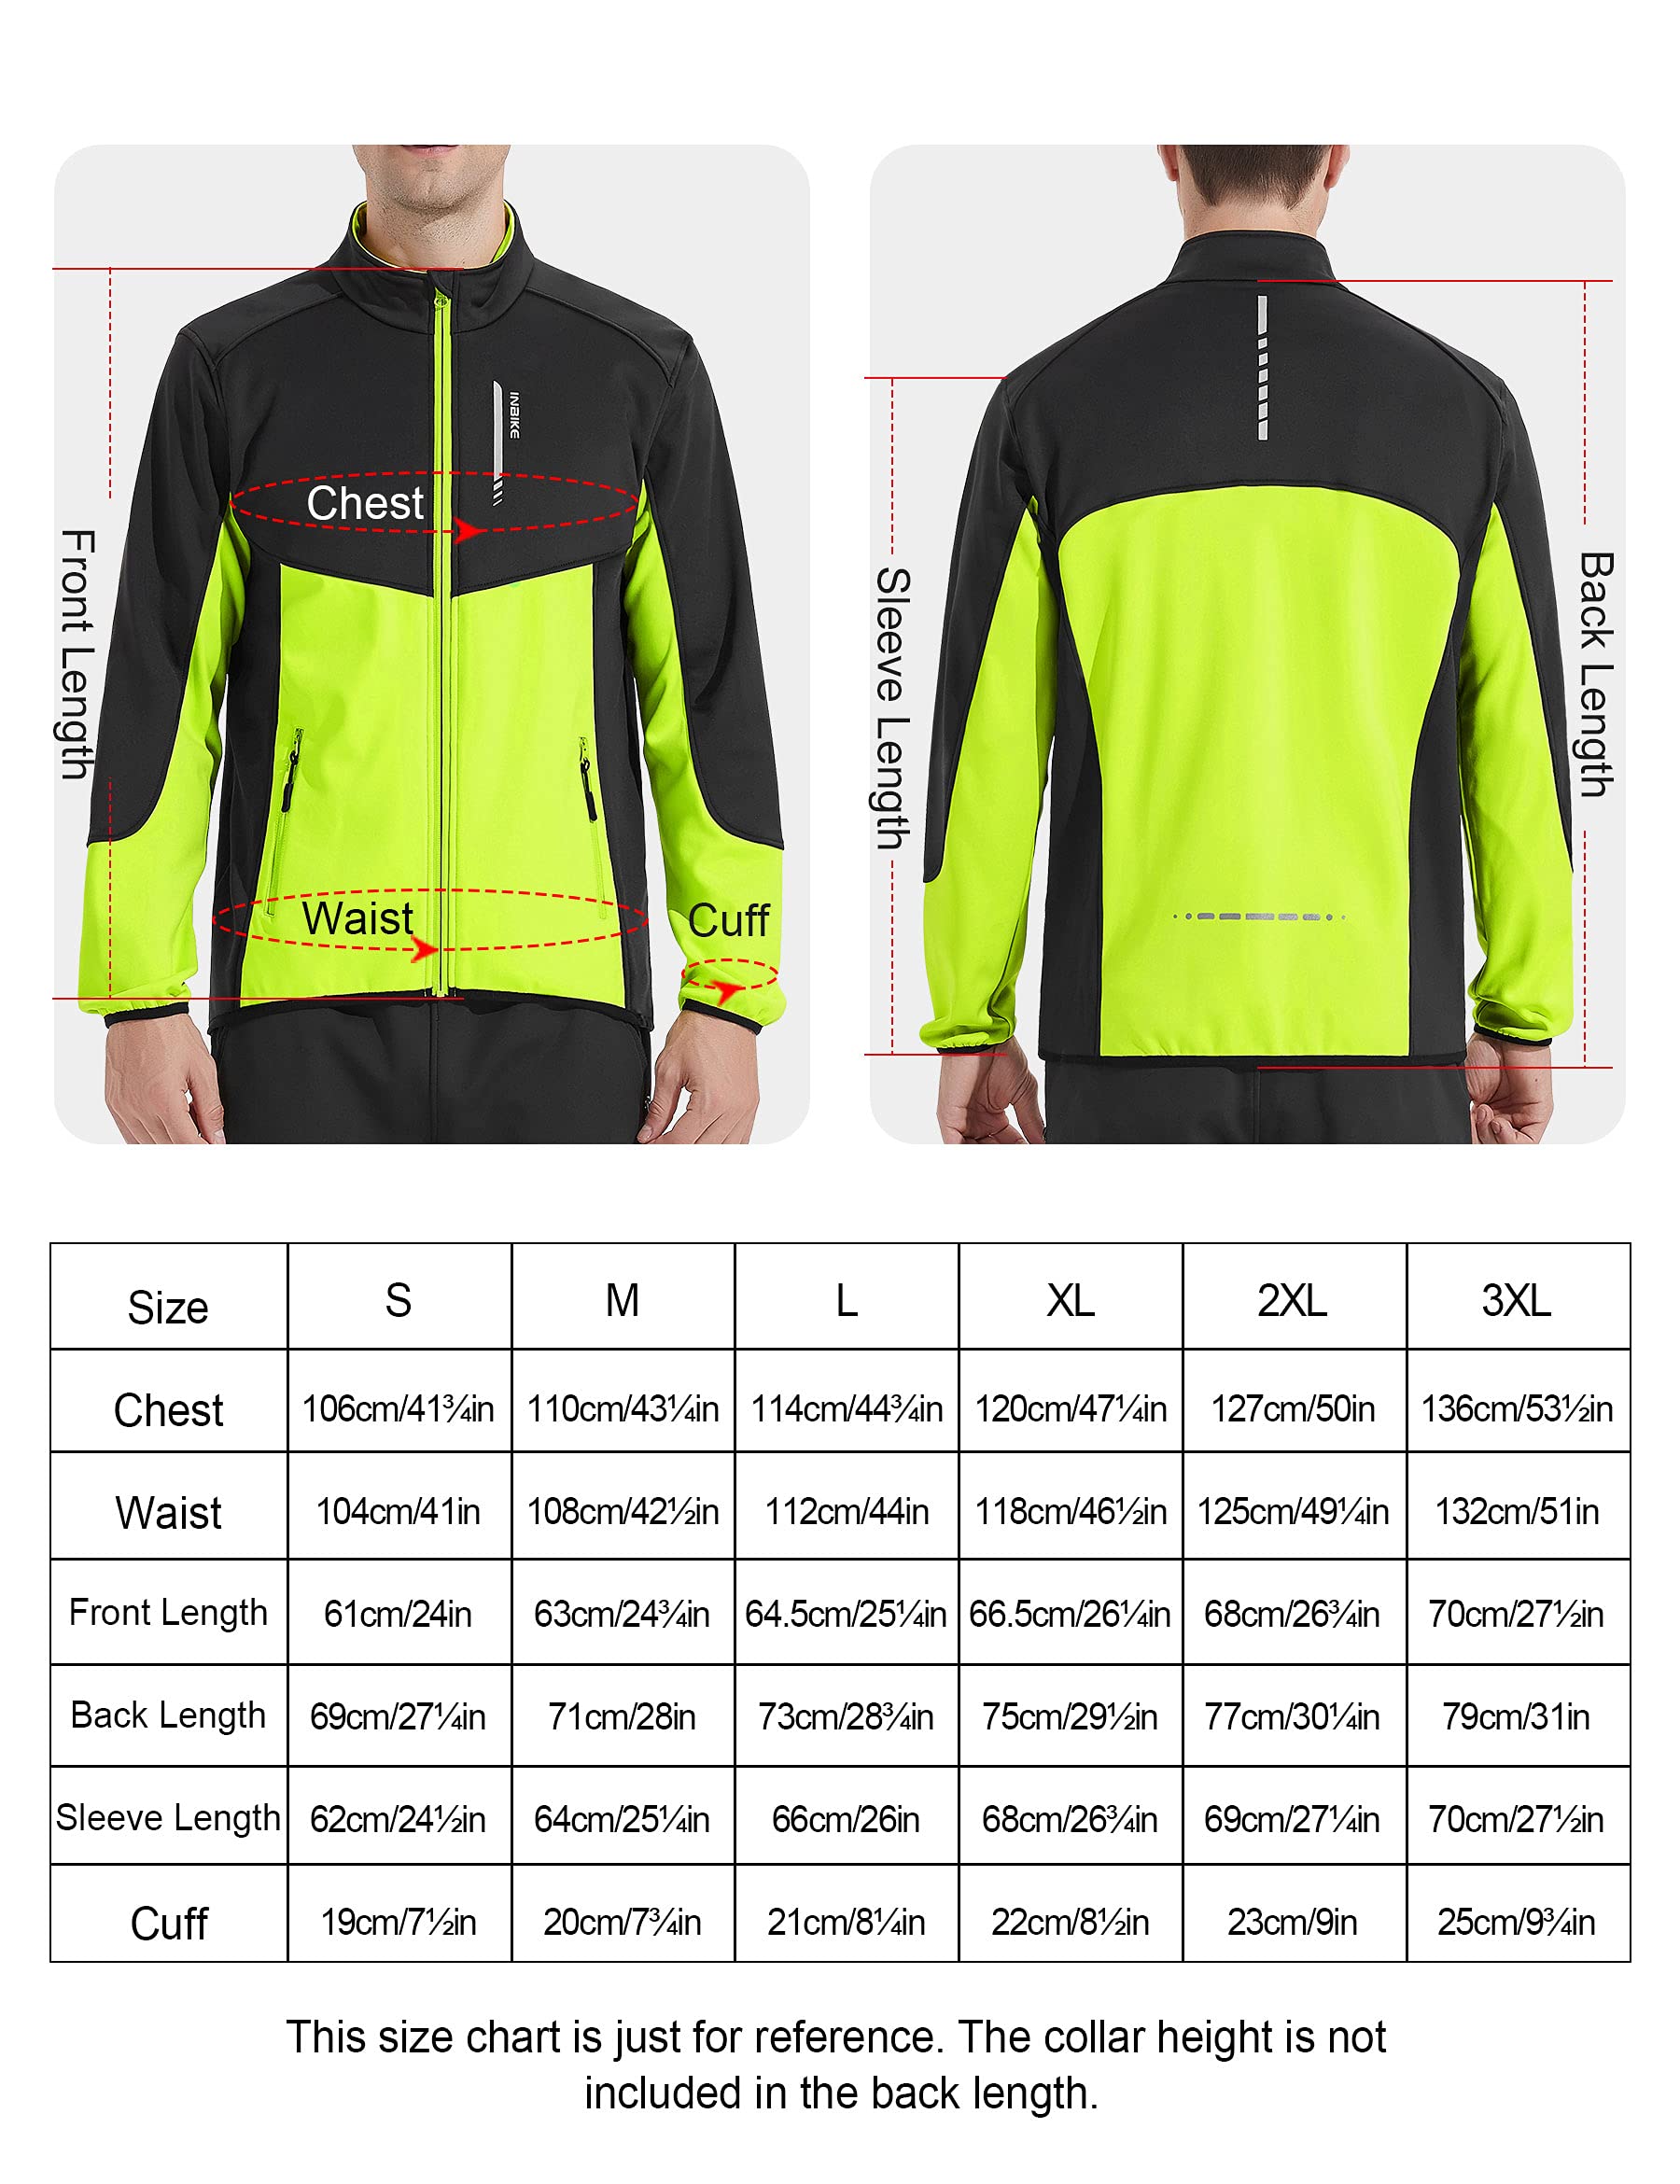 INBIKE
Chest
Front Length
Waist
Cuff
Sleeve Length
Back Length
Size S M L XL 2XL 3XL
Chest 106cm/41¾in 110cm/43¼in 114cm/44¾in 120cm/47¼in 127cm/50in 136cm/53½in
Waist 104cm/41in 108cm/42½in 112cm/44in 118cm/46½in 125cm/49¼in 132cm/51in
Front Length 61cm/24in 63cm/24¾in 64.5cm/25¼in 66.5cm/26¼in 68cm/26¾in 70cm/27½in
Back Length 69cm/27¼in 71cm/28in 73cm/28¾in 75cm/29½in 77cm/30¼in 79cm/31in
Sleeve Length 62cm/24½in 64cm/25¼in 66cm/26in 68cm/26¾in 69cm/27¼in 70cm/27½in
Cuff 19cm/7½in 20cm/7¾in 21cm/8¼in 22cm/8½in 23cm/9in 25cm/9¾in
This size chart is just for reference. The collar height is not
included in the back length.